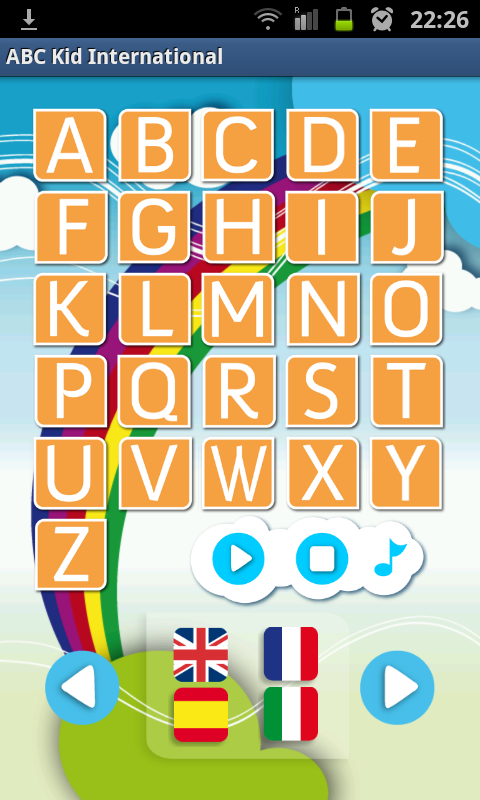 22:26
ABC Kid International
A B C D E
F G H I J
K L M N O
P Q R S T
U V W X Y
Z